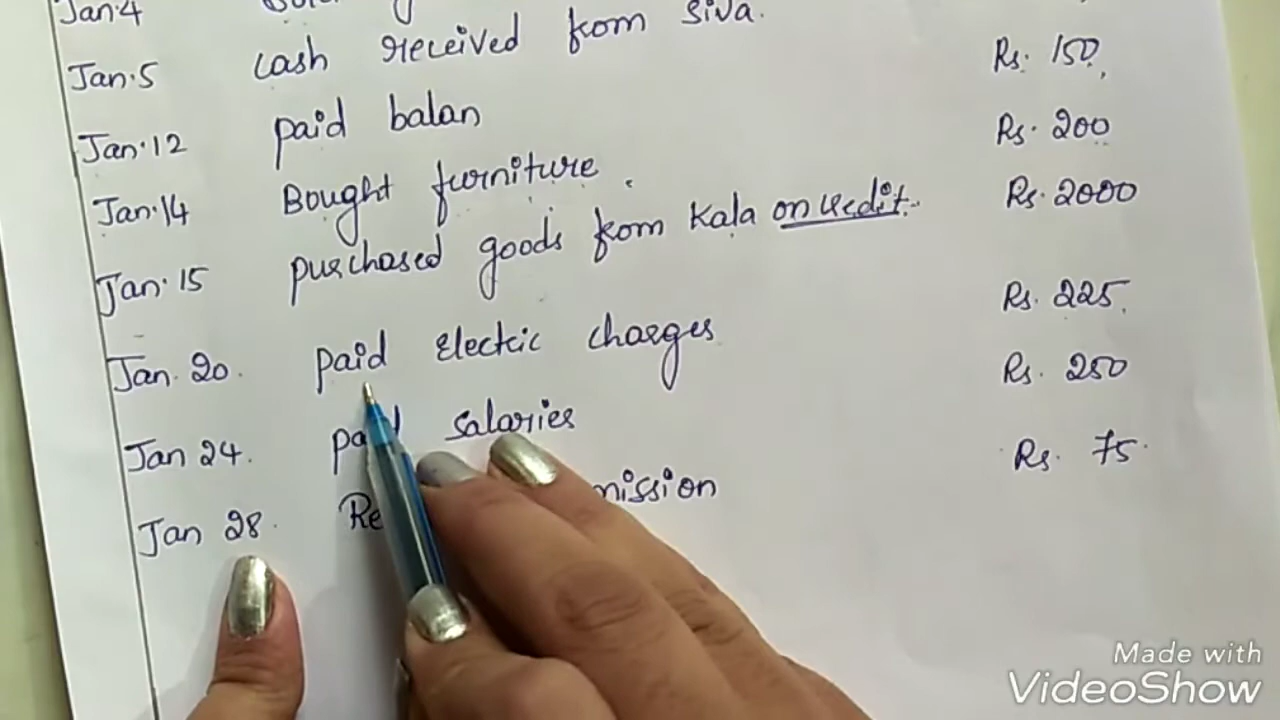 Jan·4
Jan·5 cash received from Siva.
Jan·12 paid balan Rs. 150
Jan·14 Bought furniture Rs. 200
Jan·15 purchased goods from Kala on credit. Rs. 2000
Jan. 20. paid Electric charges Rs. 225
Jan 24. paid salaries Rs. 250
Jan 28. Rs. 75
Made with
VideoShow